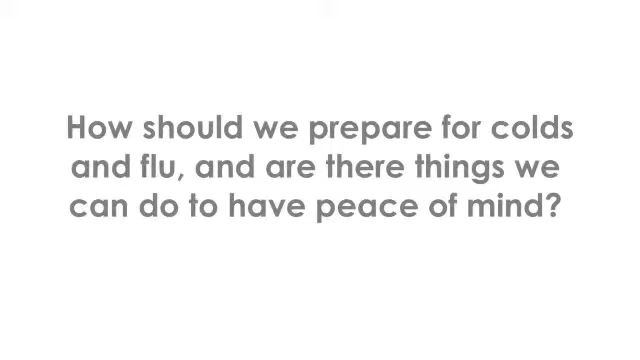 How should we prepare for colds
and flu, and are there things we
can do to have peace of mind?